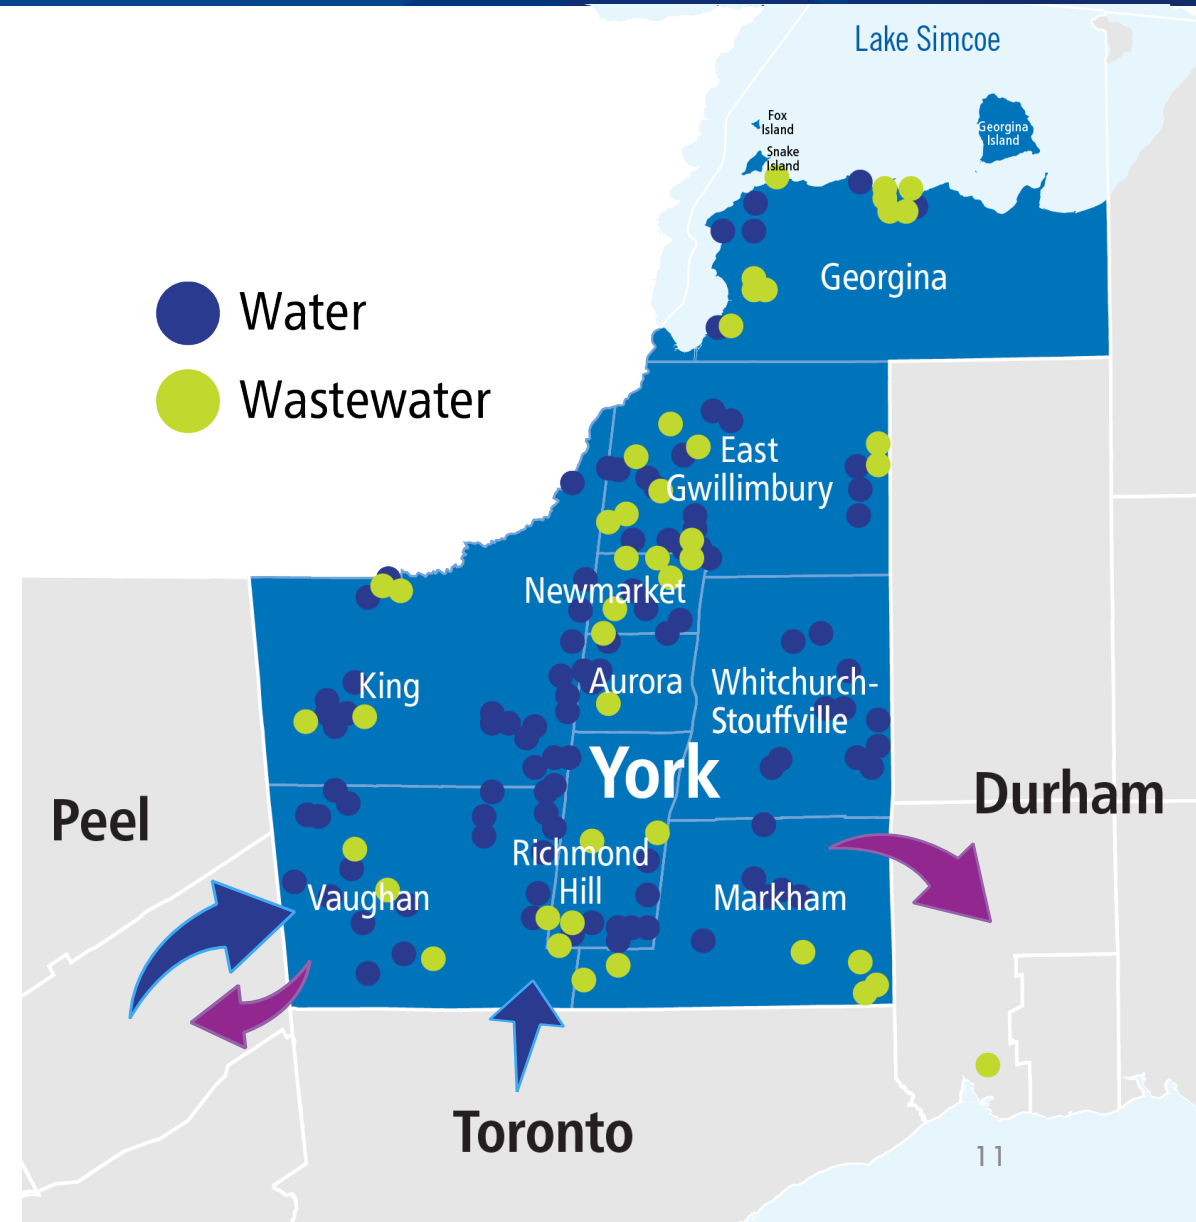 Lake Simcoe
Fox
Island
Georgina
Island
Snake
Island
Georgina
Water
Wastewater
East
Gwillimbury
Newmarket
King
Aurora
Whitchurch-
Stouffville
York
Durham
Peel
Richmond
Hill
Vaughan
Markham
Toronto
11